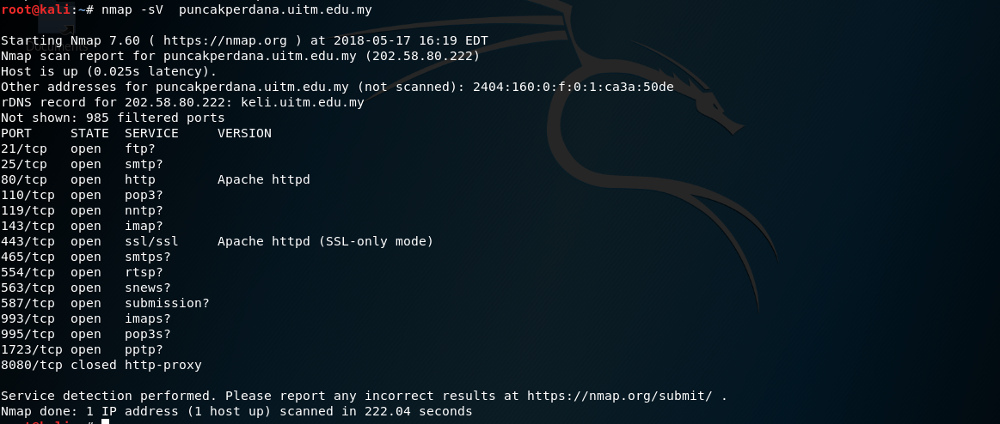 root@kali:~# nmap -sV  puncakperdana.uitm.edu.my
Starting Nmap 7.60 ( https://nmap.org ) at 2018-05-17 16:19 EDT
Nmap scan report for puncakperdana.uitm.edu.my (202.58.80.222)
Host is up (0.025s latency).
Other addresses for puncakperdana.uitm.edu.my (not scanned): 2404:160:0:f:0:1:ca3a:50de
rDNS record for 202.58.80.222: keli.uitm.edu.my
Not shown: 985 filtered ports
PORT     STATE  SERVICE     VERSION
21/tcp   open   ftp?
25/tcp   open   smtp?
80/tcp   open   http        Apache httpd
110/tcp  open   pop3?
119/tcp  open   nntp?
143/tcp  open   imap?
443/tcp  open   ssl/ssl     Apache httpd (SSL-only mode)
465/tcp  open   smtps?
554/tcp  open   rtsp?
563/tcp  open   snews?
587/tcp  open   submission?
993/tcp  open   imaps?
995/tcp  open   pop3s?
1723/tcp open   pptp?
8080/tcp closed http-proxy
Service detection performed. Please report any incorrect results at https://nmap.org/submit/ .
Nmap done: 1 IP address (1 host up) scanned in 222.04 seconds